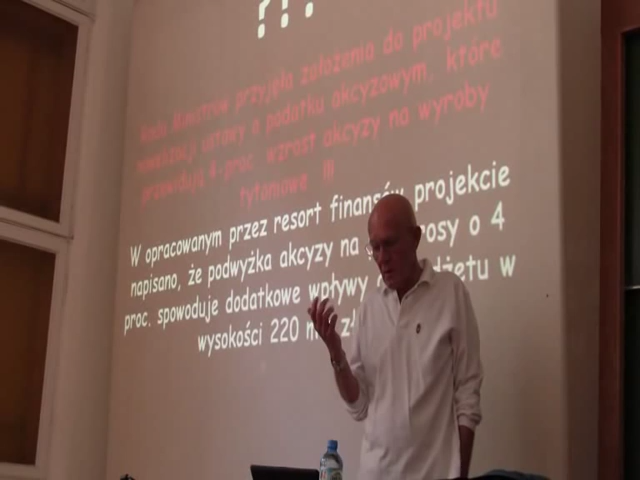 ?!?
Rada Ministrów przyjęła założenia do projektu
nowelizacji ustawy o podatku akcyzowym, które
przewidują 4-proc. wzrost akcyzy na wyroby
tytoniowe !!!
W opracowanym przez resort finansów projekcie
napisano, że podwyżka akcyzy na o 4
proc. spowoduje dodatkowe wpływy w
wysokości 220